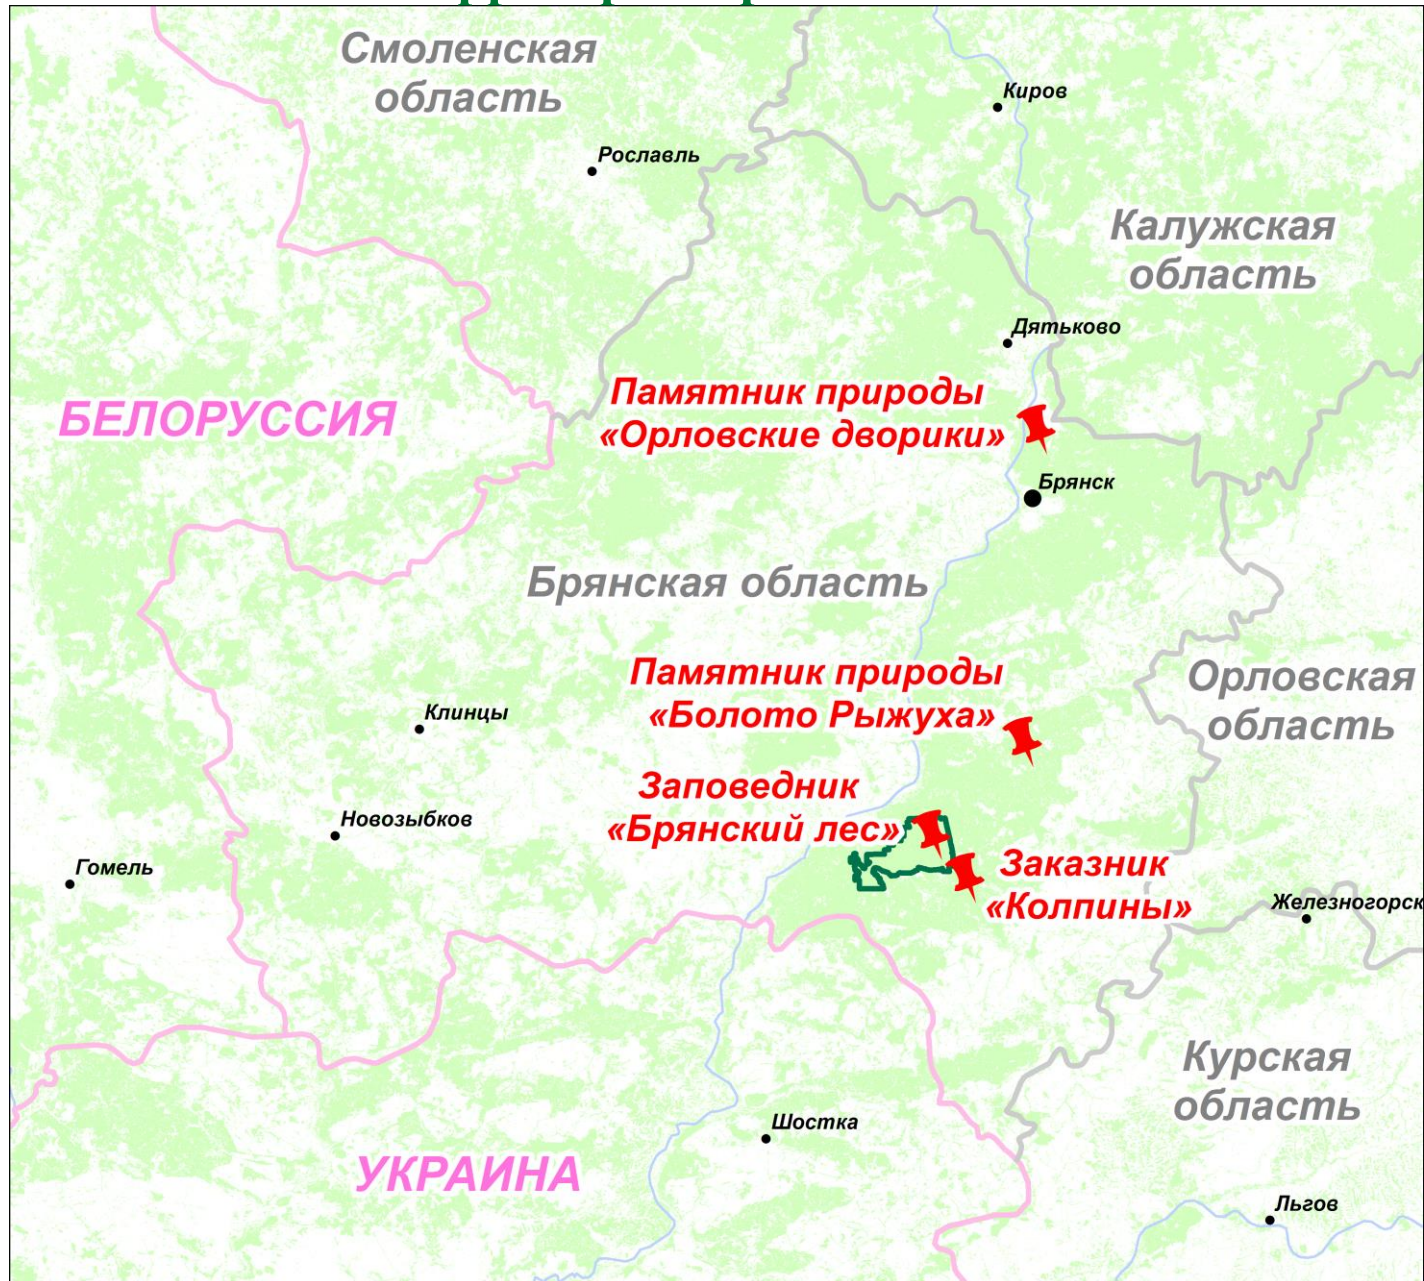 Смоленская
область
Киров
Рославль
Калужская
область
Дятьково
Памятник природы
«Орловские дворики»
БЕЛОРУССИЯ
Брянск
Брянская область
Памятник природы
«Болото Рыжуха»
Орловская
область
Клинцы
Заповедник
«Брянский лес»
Новозыбков
Гомель
Заказник
«Колпины»
Железногорск
Курская
область
Шостка
УКРАИНА
Льгов